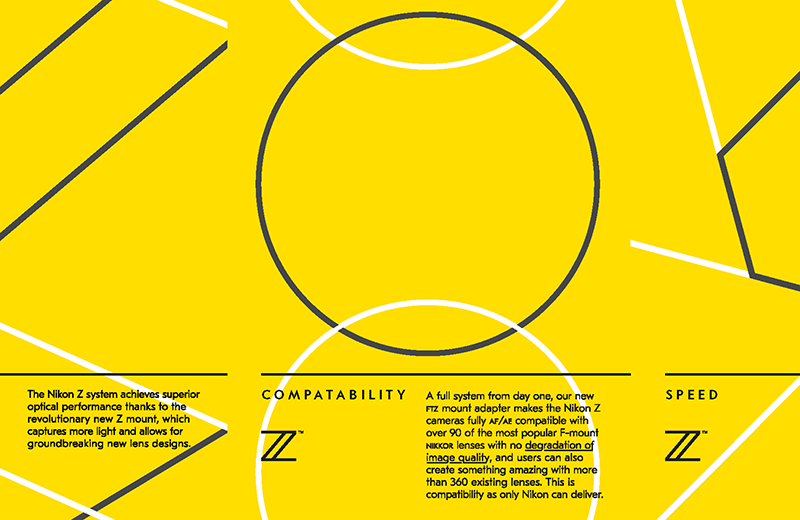 The Nikon Z system achieves superior
optical performance thanks to the
revolutionary new Z mount, which
captures more light and allows for
groundbreaking new lens designs.
COMPATABILITY
Z™
A full system from day one, our new
FTZ mount adapter makes the Nikon Z
cameras fully AF/AE compatible with
over 90 of the most popular F–mount
NIKKOR lenses with no degradation of
image quality, and users can also
create something amazing with more
than 360 existing lenses. This is
compatibility as only Nikon can deliver.
SPEED
Z™